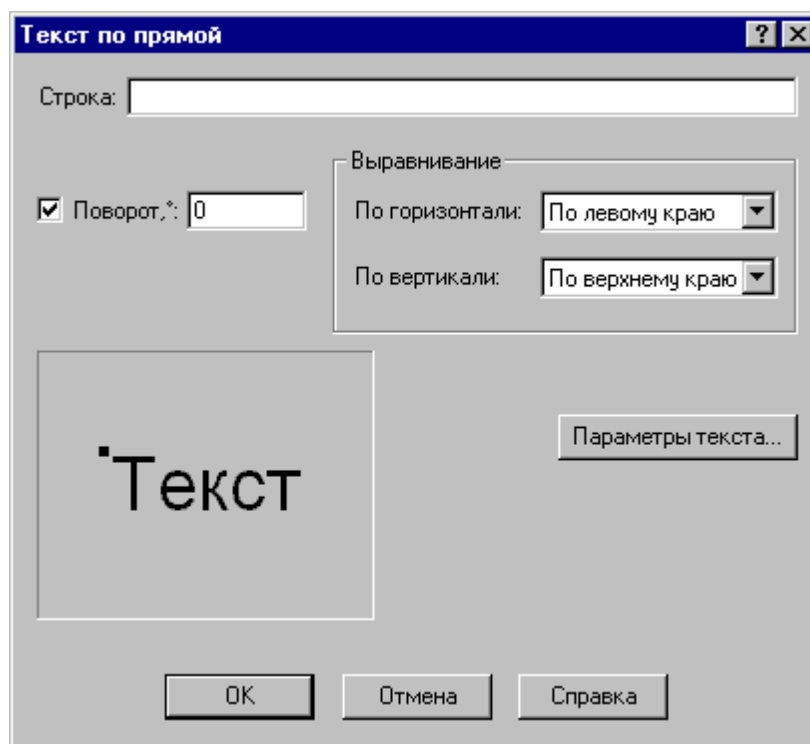 Текст по прямой
Строка:
Выравнивание
Поворот,°: 0
По горизонтали: По левому краю
По вертикали: По верхнему краю
Текст
Параметры текста...
OK Отмена Справка